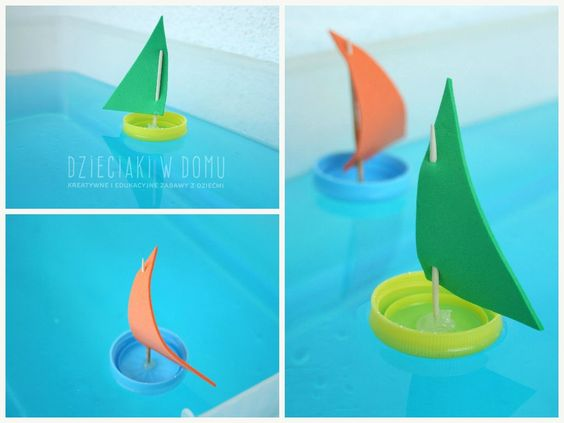 DZIECIAKI W DOMU
KREATYWNE I EDUKACYJNE ZABAWY Z DZIEĆMI